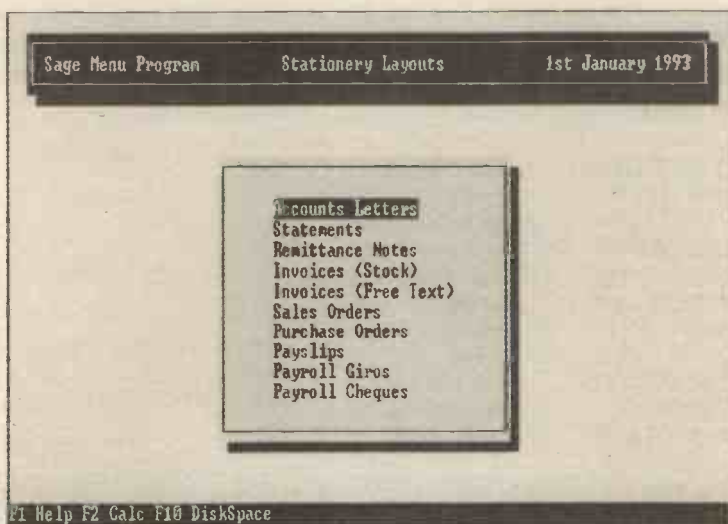 Sage Menu Program Stationery Layouts 1st January 1993
Accounts Letters
Statements
Remittance Notes
Invoices (Stock)
Invoices (Free Text)
Sales Orders
Purchase Orders
Payslips
Payroll Giros
Payroll Cheques
F1 Help F2 Calc F10 DiskSpace